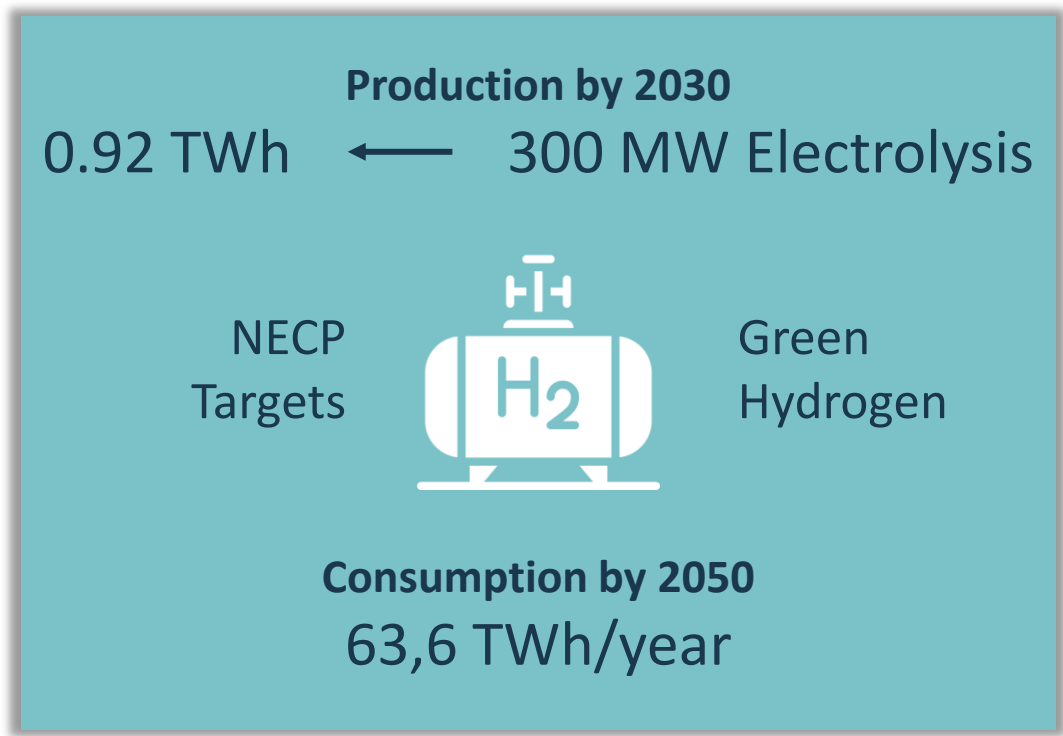 Production by 2030
0.92 TWh ← 300 MW Electrolysis
NECP
Targets
H2
Green
Hydrogen
Consumption by 2050
63,6 TWh/year